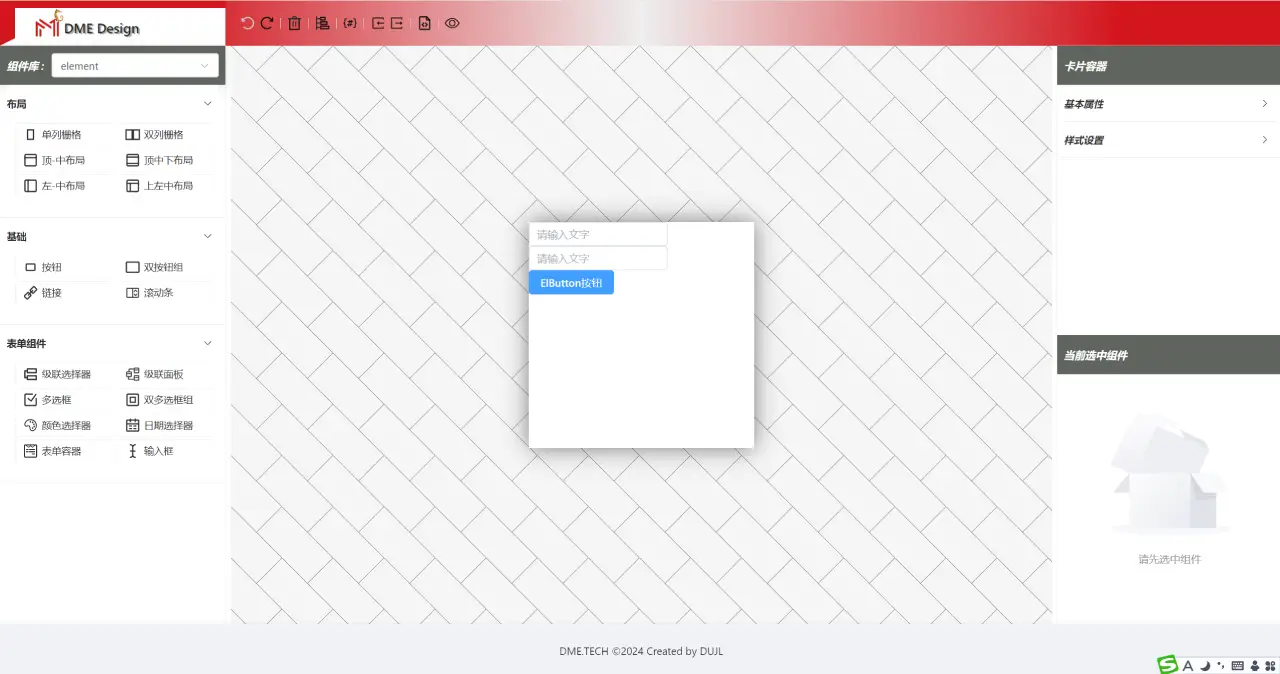 DME Design
{#}
组件库：
element
布局
单列栅格
双列栅格
顶-中布局
顶中下布局
左-中布局
上左中布局
基础
按钮
双按钮组
链接
滚动条
表单组件
级联选择器
级联面板
多选框
双多选框组
颜色选择器
日期选择器
表单容器
输入框
请输入文字
请输入文字
ElButton按钮
卡片容器
基本属性
样式设置
当前选中组件
请先选中组件
DME.TECH ©2024 Created by DUJL
S A